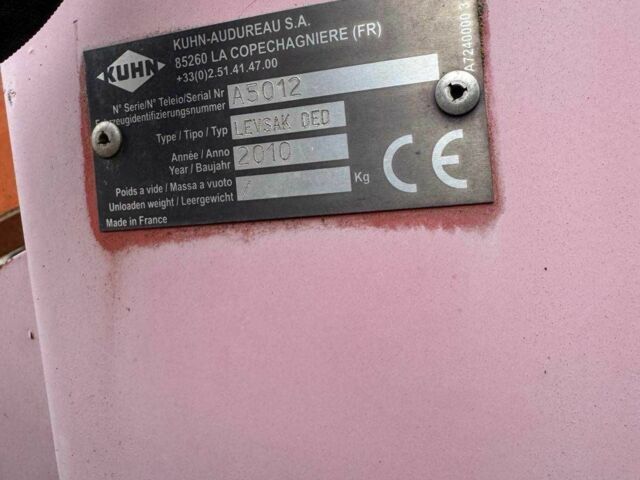 KUHN
KUHN-AUDUREAU S.A.
85260 LA COPECHAGNIERE (FR)
+33(0)2.51.41.47.00
N° Serie/N° Teleio/Serial Nr A5012
Fahrzeugidentifizierungsnummer
Type / Tipo / Typ LEVSAK DED
Année / Anno
Year / Baujahr 2010
Poids a vide / Massa a vuoto
Unloaden weight / Leergewicht / Kg
Made in France
CE
A7240000 3